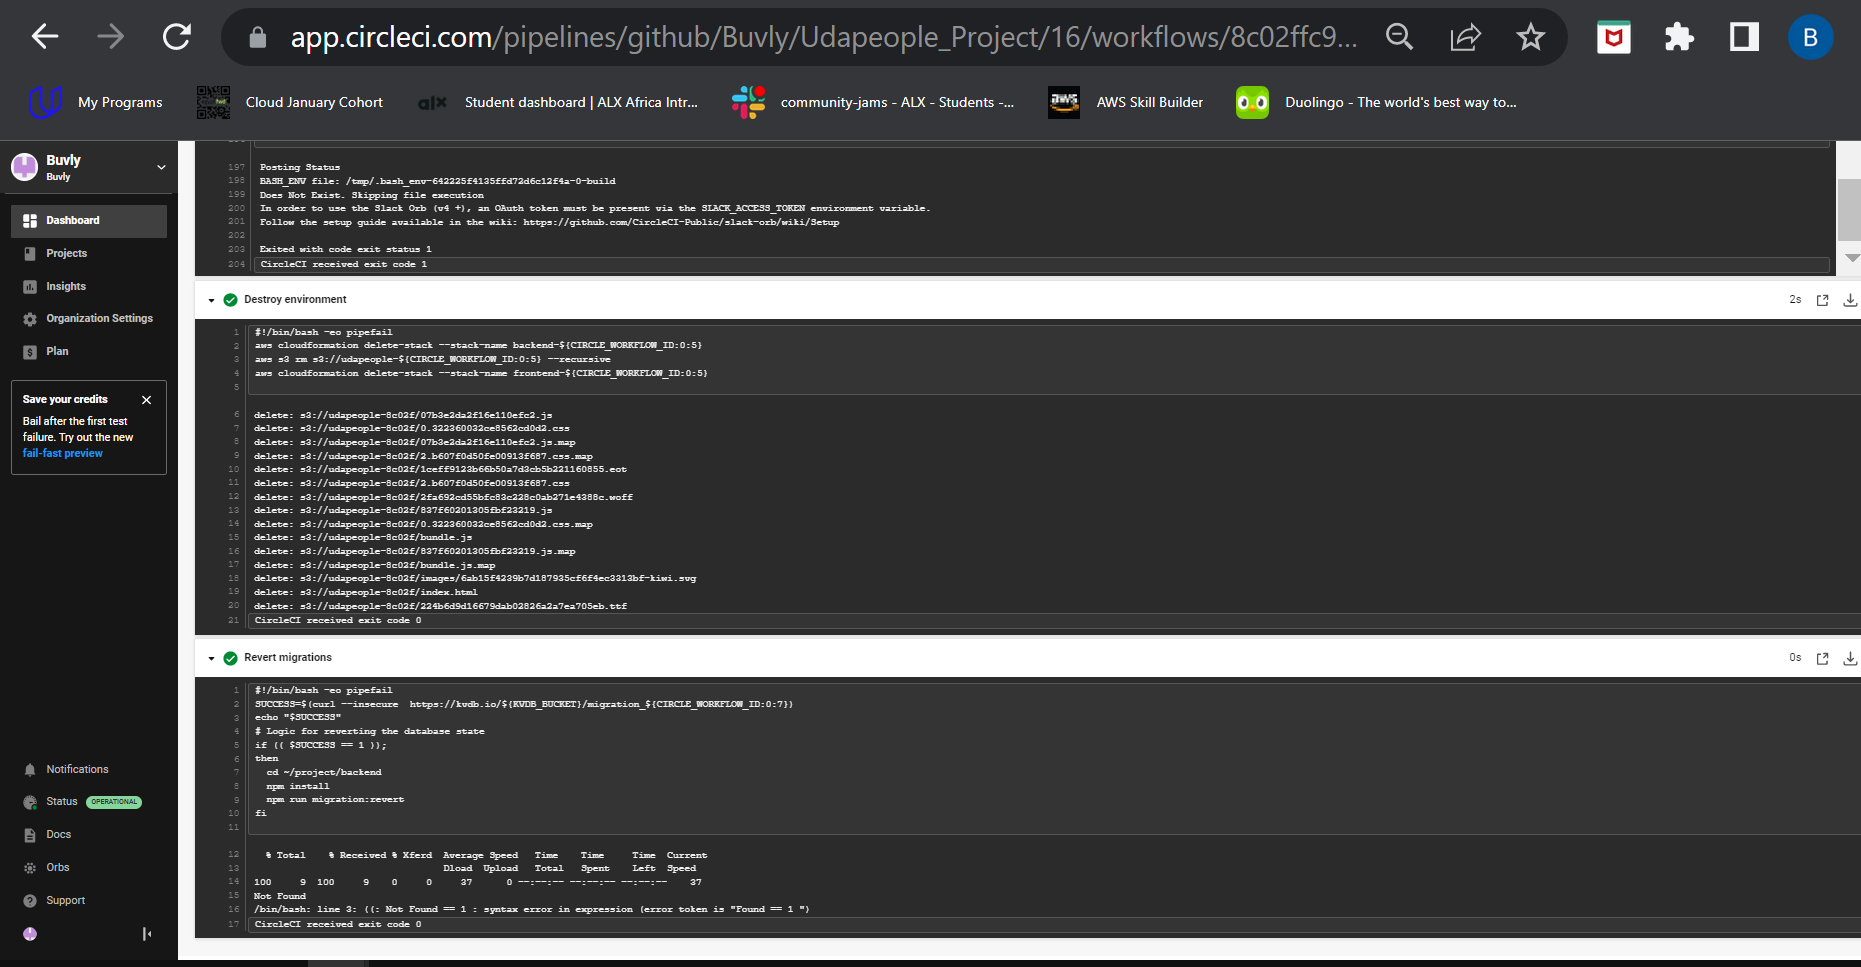 app.circleci.com/pipelines/github/Buvly/Udapeople_Project/16/workflows/8c02ffc9...
B
My Programs
Cloud January Cohort
alx
Student dashboard | ALX Africa Intr...
community-jams - ALX - Students -...
AWS Skill Builder
Duolingo - The world's best way to...
Buvly
Buvly
Dashboard
Projects
Insights
Organization Settings
Plan
Save your credits
Bail after the first test
failure. Try out the new
fail-fast preview
Notifications
Status OPERATIONAL
Docs
Orbs
Support
197 Posting Status
198 BASH_ENV file: /tmp/.bash_env-642225f4135ffd72d6c12f4a-0-build
199 Does Not Exist. Skipping file execution
200 In order to use the Slack Orb (v4 +), an OAuth token must be present via the SLACK_ACCESS_TOKEN environment variable.
201 Follow the setup guide available in the wiki: https://github.com/CircleCI-Public/slack-orb/wiki/Setup
202
203 Exited with code exit status 1
204 CircleCI received exit code 1
Destroy environment 2s
1 #!/bin/bash -eo pipefail
2 aws cloudformation delete-stack --stack-name backend-${CIRCLE_WORKFLOW_ID:0:5}
3 aws s3 rm s3://udapeople-${CIRCLE_WORKFLOW_ID:0:5} --recursive
4 aws cloudformation delete-stack --stack-name frontend-${CIRCLE_WORKFLOW_ID:0:5}
5
6 delete: s3://udapeople-8c02f/07b3e2da2f16e110efc2.js
7 delete: s3://udapeople-8c02f/0.322360032ce8562cd0d2.css
8 delete: s3://udapeople-8c02f/07b3e2da2f16e110efc2.js.map
9 delete: s3://udapeople-8c02f/2.b607f0d50fe00913f687.css.map
10 delete: s3://udapeople-8c02f/1ceff9123b66b50a7d3cb5b221160855.eot
11 delete: s3://udapeople-8c02f/2.b607f0d50fe00913f687.css
12 delete: s3://udapeople-8c02f/2fa692cd55bfc83c228c0ab271e4388c.woff
13 delete: s3://udapeople-8c02f/837f60201305fbf23219.js
14 delete: s3://udapeople-8c02f/0.322360032ce8562cd0d2.css.map
15 delete: s3://udapeople-8c02f/bundle.js
16 delete: s3://udapeople-8c02f/837f60201305fbf23219.js.map
17 delete: s3://udapeople-8c02f/bundle.js.map
18 delete: s3://udapeople-8c02f/images/6ab15f4239b7d187935cf6f4ec3313bf-kiwi.svg
19 delete: s3://udapeople-8c02f/index.html
20 delete: s3://udapeople-8c02f/224b6d9d16679dab02826a2a7ea705eb.ttf
21 CircleCI received exit code 0
Revert migrations 0s
1 #!/bin/bash -eo pipefail
2 SUCCESS=$(curl --insecure  https://kvdb.io/${KVDB_BUCKET}/migration_${CIRCLE_WORKFLOW_ID:0:7})
3 echo "$SUCCESS"
4 # Logic for reverting the database state
5 if (( $SUCCESS == 1 ));
6 then
7   cd ~/project/backend
8   npm install
9   npm run migration:revert
10 fi
11
12 % Total % Received % Xferd Average Speed Time Time Time Current
13 Dload Upload Total Spent Left Speed
14 100 9 100 9 0 0 37 0 --:--:-- --:--:-- --:--:-- 37
15 Not Found
16 /bin/bash: line 3: ((: Not Found == 1 : syntax error in expression (error token is "Found == 1 ")
17 CircleCI received exit code 0